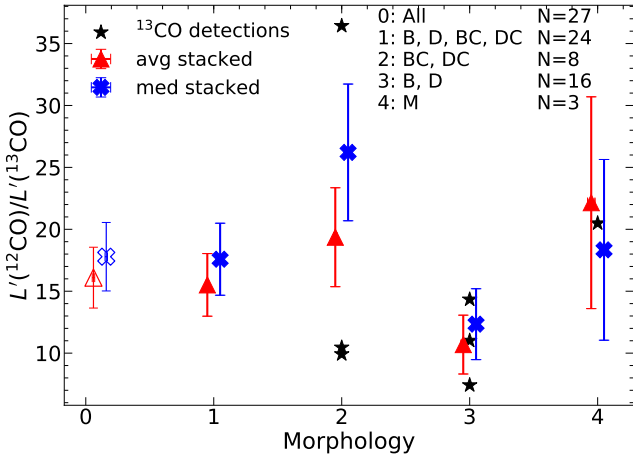 ¹³CO detections
avg stacked
med stacked
0: All N=27
1: B, D, BC, DC N=24
2: BC, DC N=8
3: B, D N=16
4: M N=3
L′(¹²CO)/L′(¹³CO)
35
30
25
20
15
10
0 1 2 3 4
Morphology